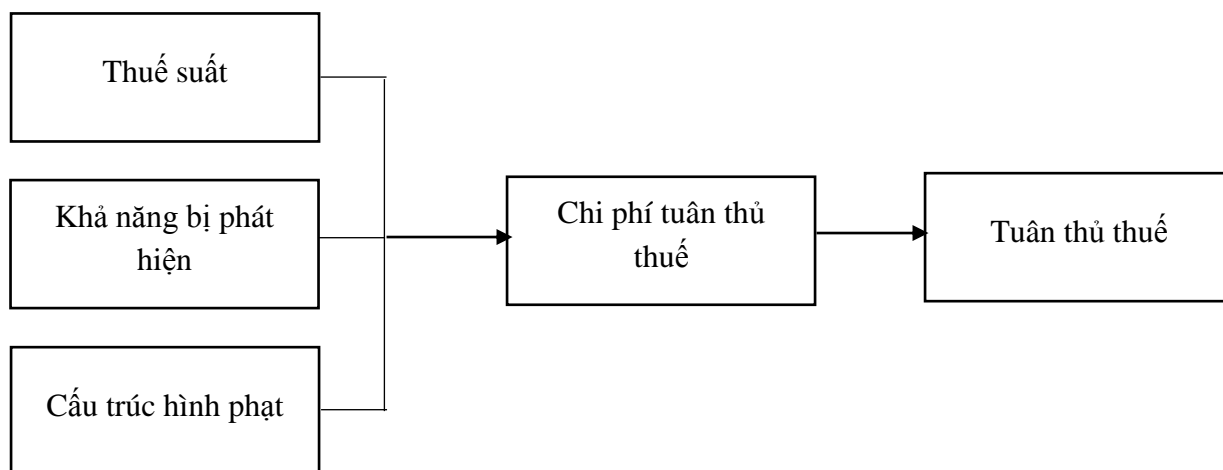 Thuế suất
Khả năng bị phát
hiện
Cấu trúc hình phạt
Chi phí tuân thủ
thuế
Tuân thủ thuế